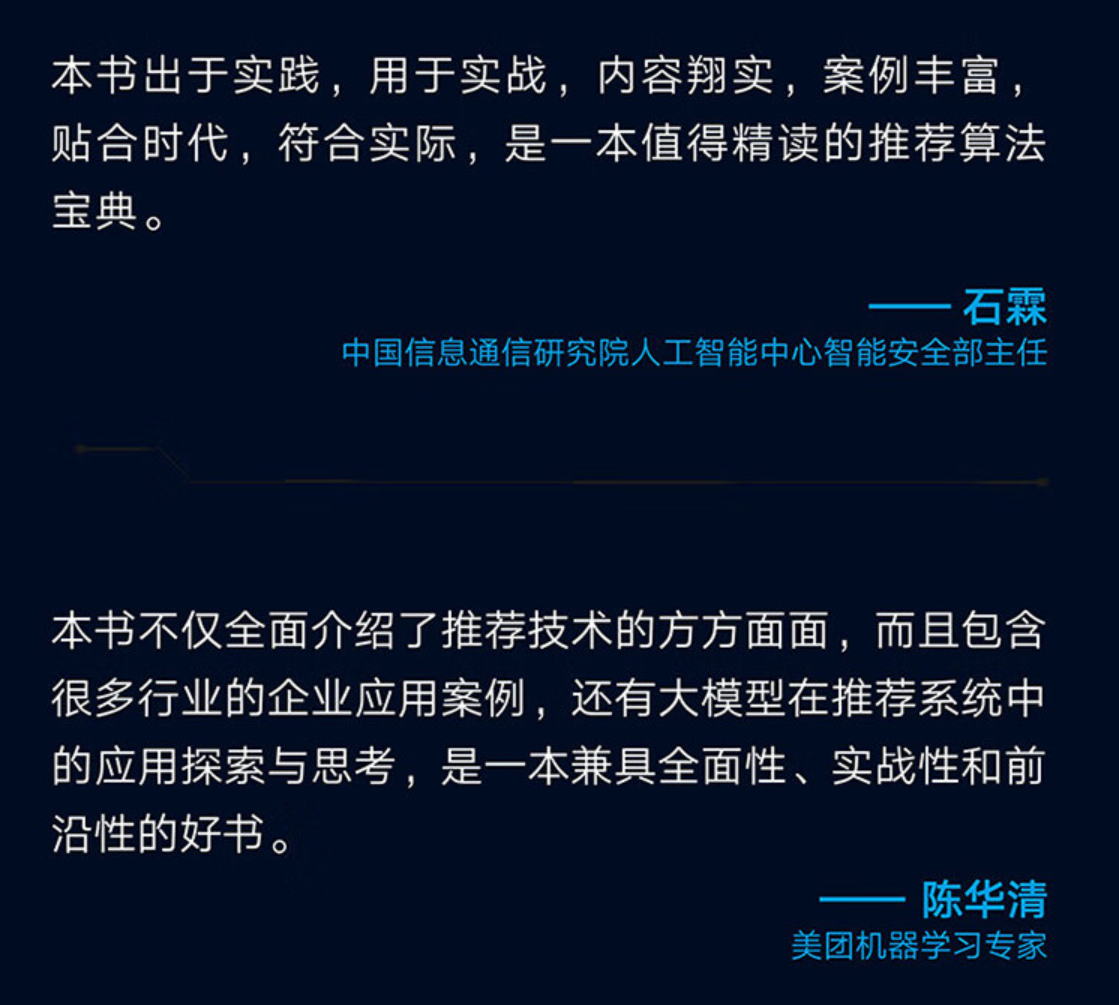 本书出于实践，用于实战，内容翔实，案例丰富，
贴合时代，符合实际，是一本值得精读的推荐算法
宝典。
—— 石霖
中国信息通信研究院人工智能中心智能安全部主任
本书不仅全面介绍了推荐技术的方方面面，而且包含
很多行业的企业应用案例，还有大模型在推荐系统中
的应用探索与思考，是一本兼具全面性、实战性和前
沿性的好书。
—— 陈华清
美团机器学习专家